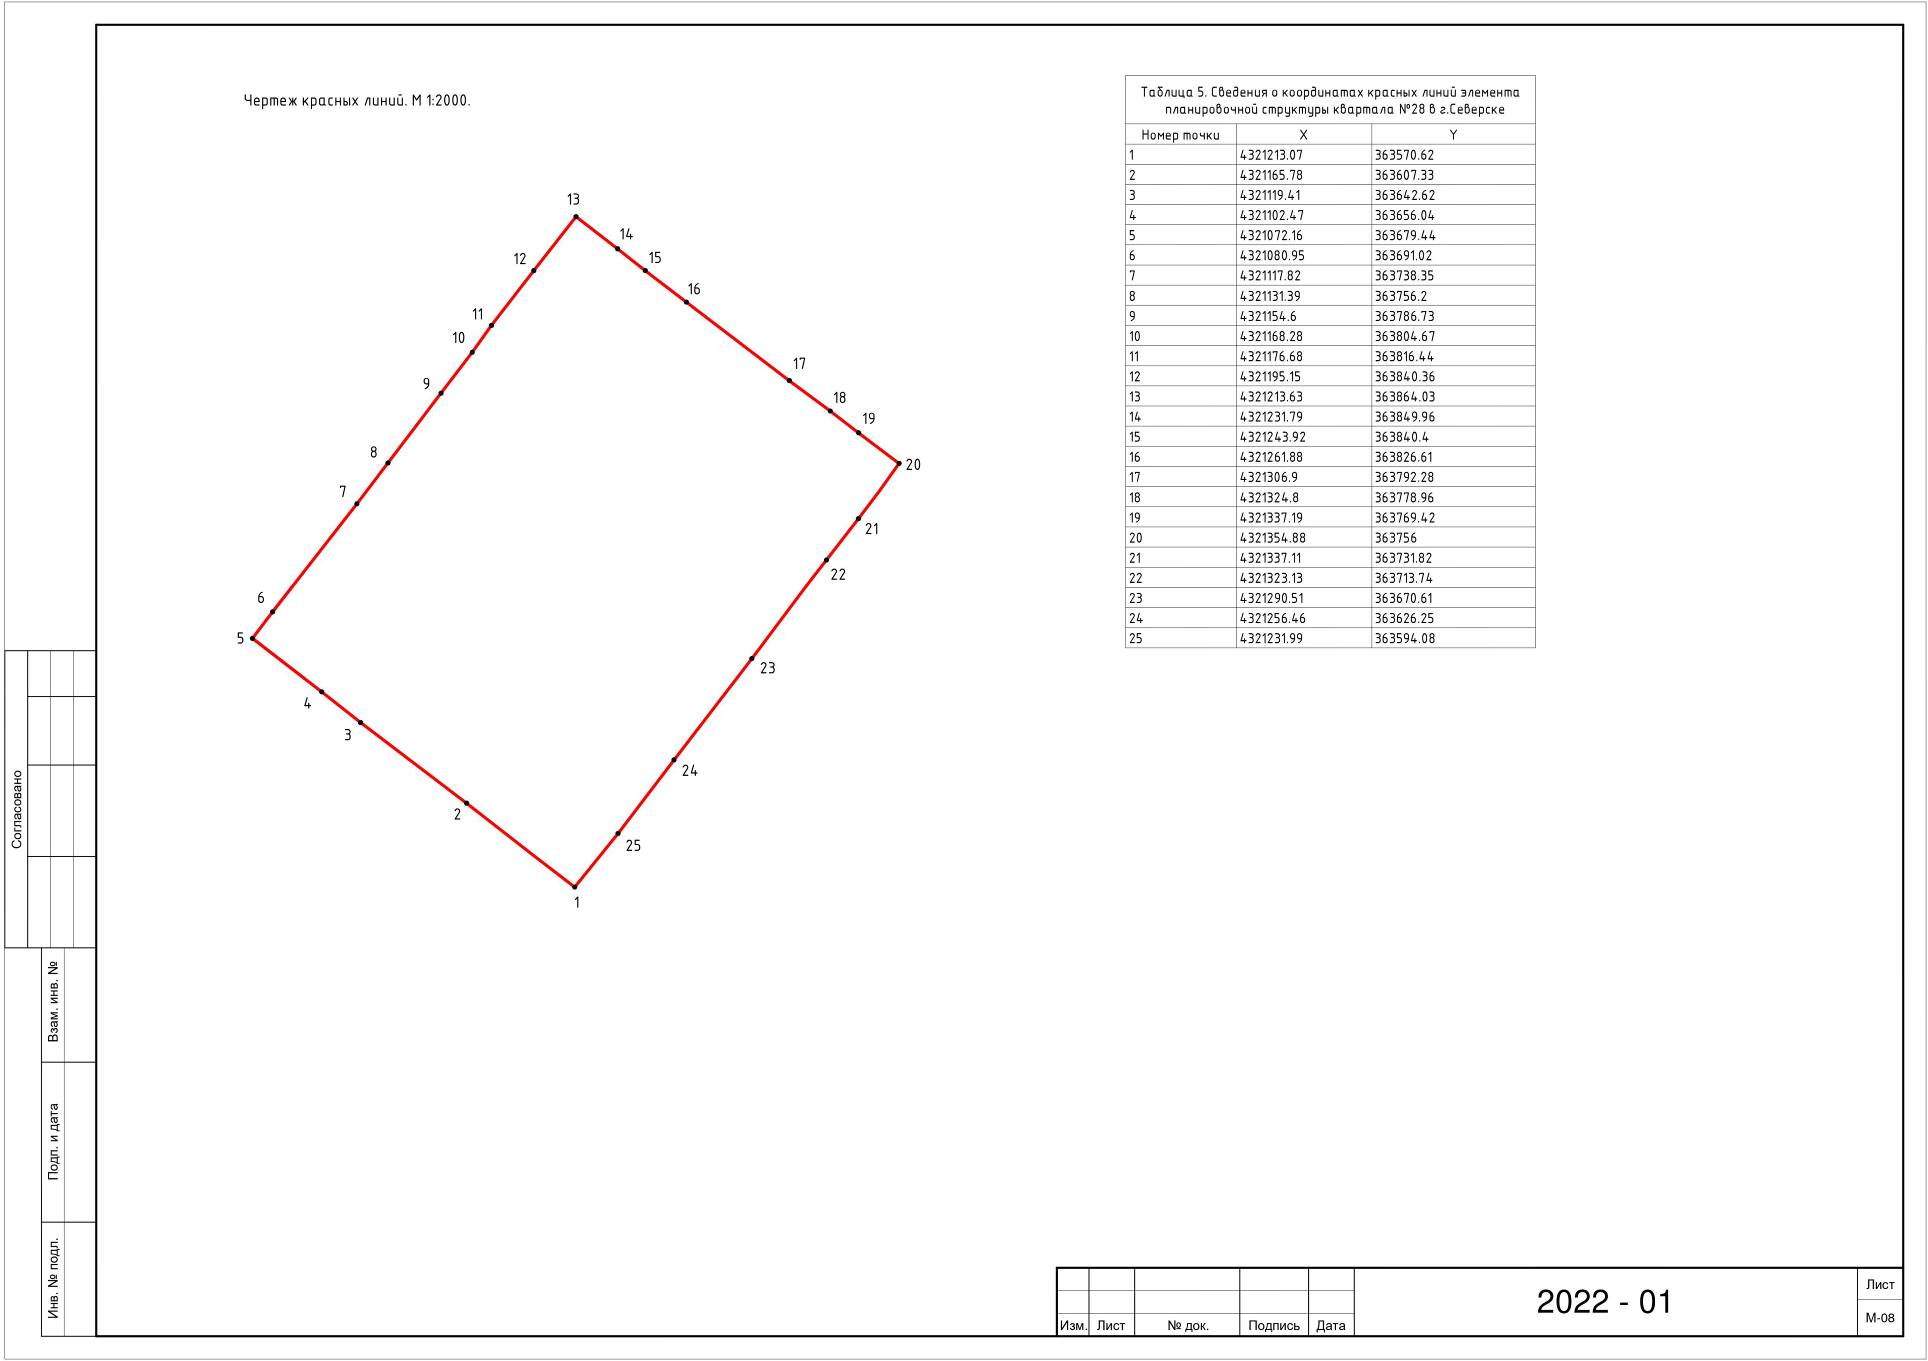 Чертеж красных линий. М 1:2000.
13
14
12
15
16
11
10
17
9
18
19
8
20
7
21
22
6
5
23
4
3
24
2
25
1
Таблица 5. Сведения о координатах красных линий элемента
планировочной структуры квартала №28 в г.Северске
Номер точки X Y
1 4321213.07 363570.62
2 4321165.78 363607.33
3 4321119.41 363642.62
4 4321102.47 363656.04
5 4321072.16 363679.44
6 4321080.95 363691.02
7 4321117.82 363738.35
8 4321131.39 363756.2
9 4321154.6 363786.73
10 4321168.28 363804.67
11 4321176.68 363816.44
12 4321195.15 363840.36
13 4321213.63 363864.03
14 4321231.79 363849.96
15 4321243.92 363840.4
16 4321261.88 363826.61
17 4321306.9 363792.28
18 4321324.8 363778.96
19 4321337.19 363769.42
20 4321354.88 363756
21 4321337.11 363731.82
22 4321323.13 363713.74
23 4321290.51 363670.61
24 4321256.46 363626.25
25 4321231.99 363594.08
Согласовано
Взам. инв. №
Подп. и дата
Инв. № подл.
Изм. Лист № док. Подпись Дата
2022 - 01
Лист
М-08